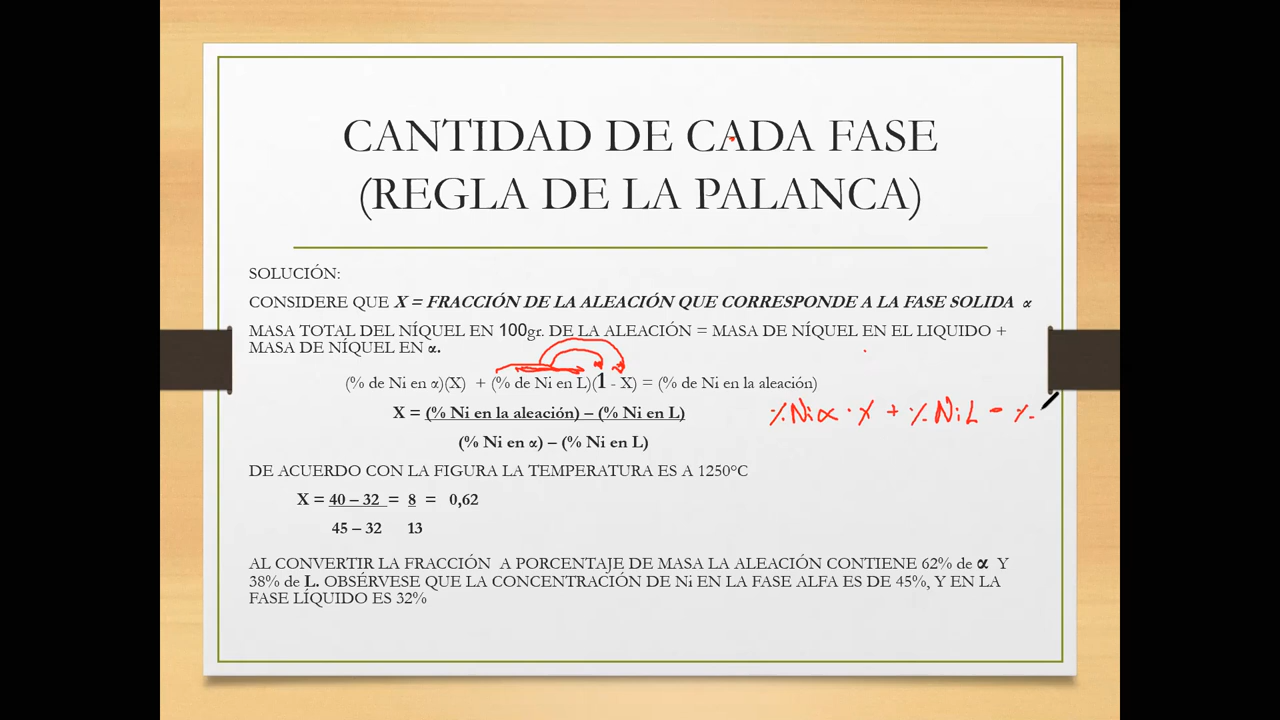 CANTIDAD DE CADA FASE
(REGLA DE LA PALANCA)
SOLUCIÓN:
CONSIDERE QUE X = FRACCIÓN DE LA ALEACIÓN QUE CORRESPONDE A LA FASE SOLIDA α
MASA TOTAL DEL NÍQUEL EN 100gr. DE LA ALEACIÓN = MASA DE NÍQUEL EN EL LIQUIDO +
MASA DE NÍQUEL EN α.
(% de Ni en α)(X) + (% de Ni en L)(1 - X) = (% de Ni en la aleación)
X = (% Ni en la aleación) – (% Ni en L)
%Niα · X + %NiL - %
(% Ni en α) – (% Ni en L)
DE ACUERDO CON LA FIGURA LA TEMPERATURA ES A 1250°C
X = 40 – 32 = 8 = 0,62
45 – 32 13
AL CONVERTIR LA FRACCIÓN A PORCENTAJE DE MASA LA ALEACIÓN CONTIENE 62% de α Y
38% de L. OBSÉRVESE QUE LA CONCENTRACIÓN DE Ni EN LA FASE ALFA ES DE 45%, Y EN LA
FASE LÍQUIDO ES 32%